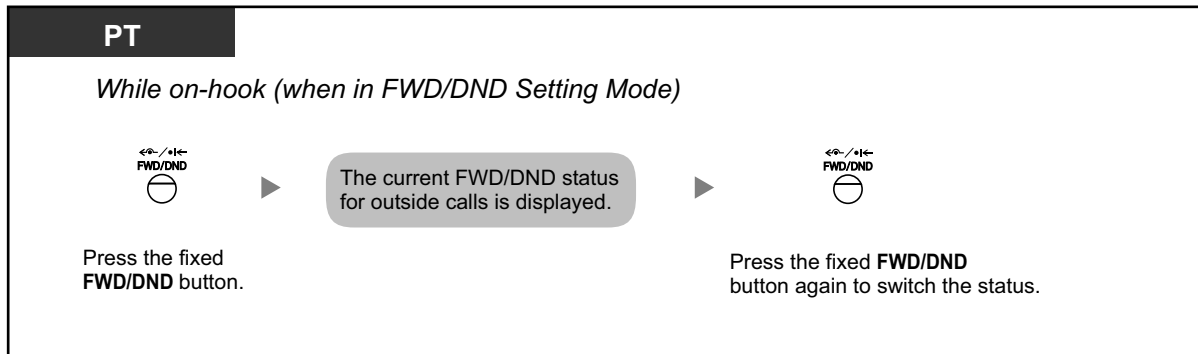 PT
While on-hook (when in FWD/DND Setting Mode)
FWD/DND
The current FWD/DND status
for outside calls is displayed.
FWD/DND
Press the fixed
FWD/DND button.
Press the fixed FWD/DND
button again to switch the status.